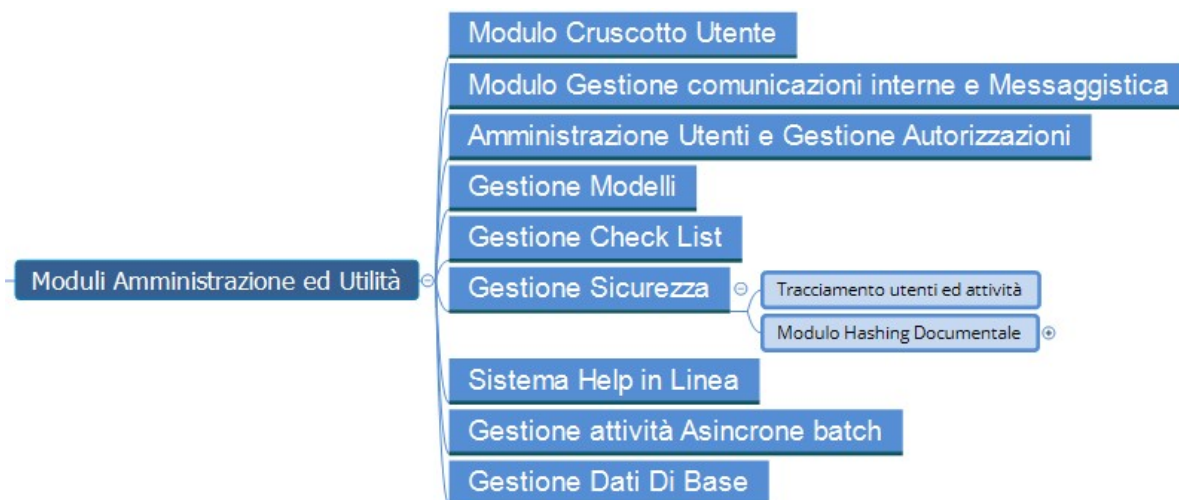 Modulo Cruscotto Utente
Modulo Gestione comunicazioni interne e Messaggistica
Amministrazione Utenti e Gestione Autorizzazioni
Gestione Modelli
Gestione Check List
Moduli Amministrazione ed Utilità
Gestione Sicurezza
Tracciamento utenti ed attività
Modulo Hashing Documentale
Sistema Help in Linea
Gestione attività Asincrone batch
Gestione Dati Di Base